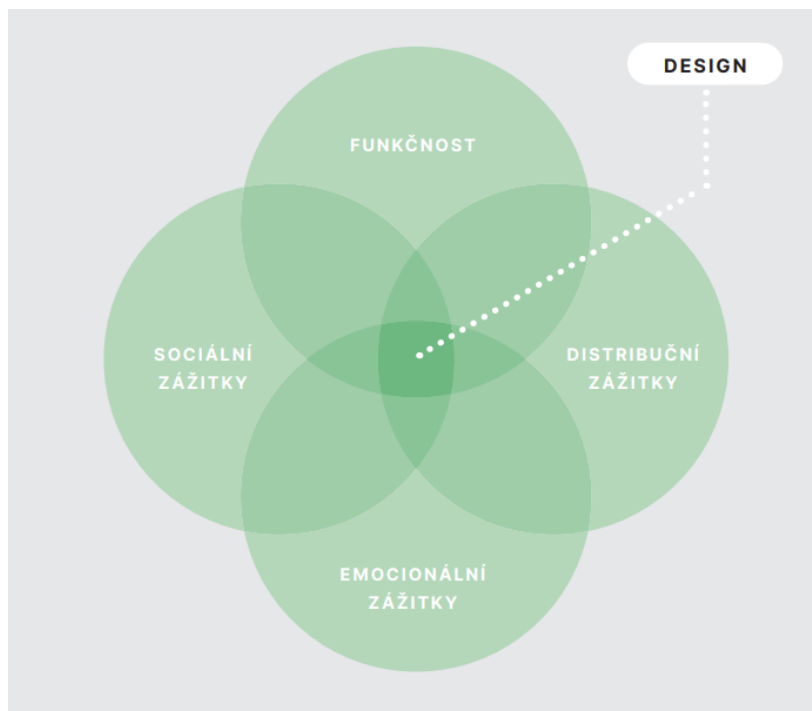 DESIGN
FUNKČNOST
SOCIÁLNÍ
ZÁŽITKY
DISTRIBUČNÍ
ZÁŽITKY
EMOCIONÁLNÍ
ZÁŽITKY